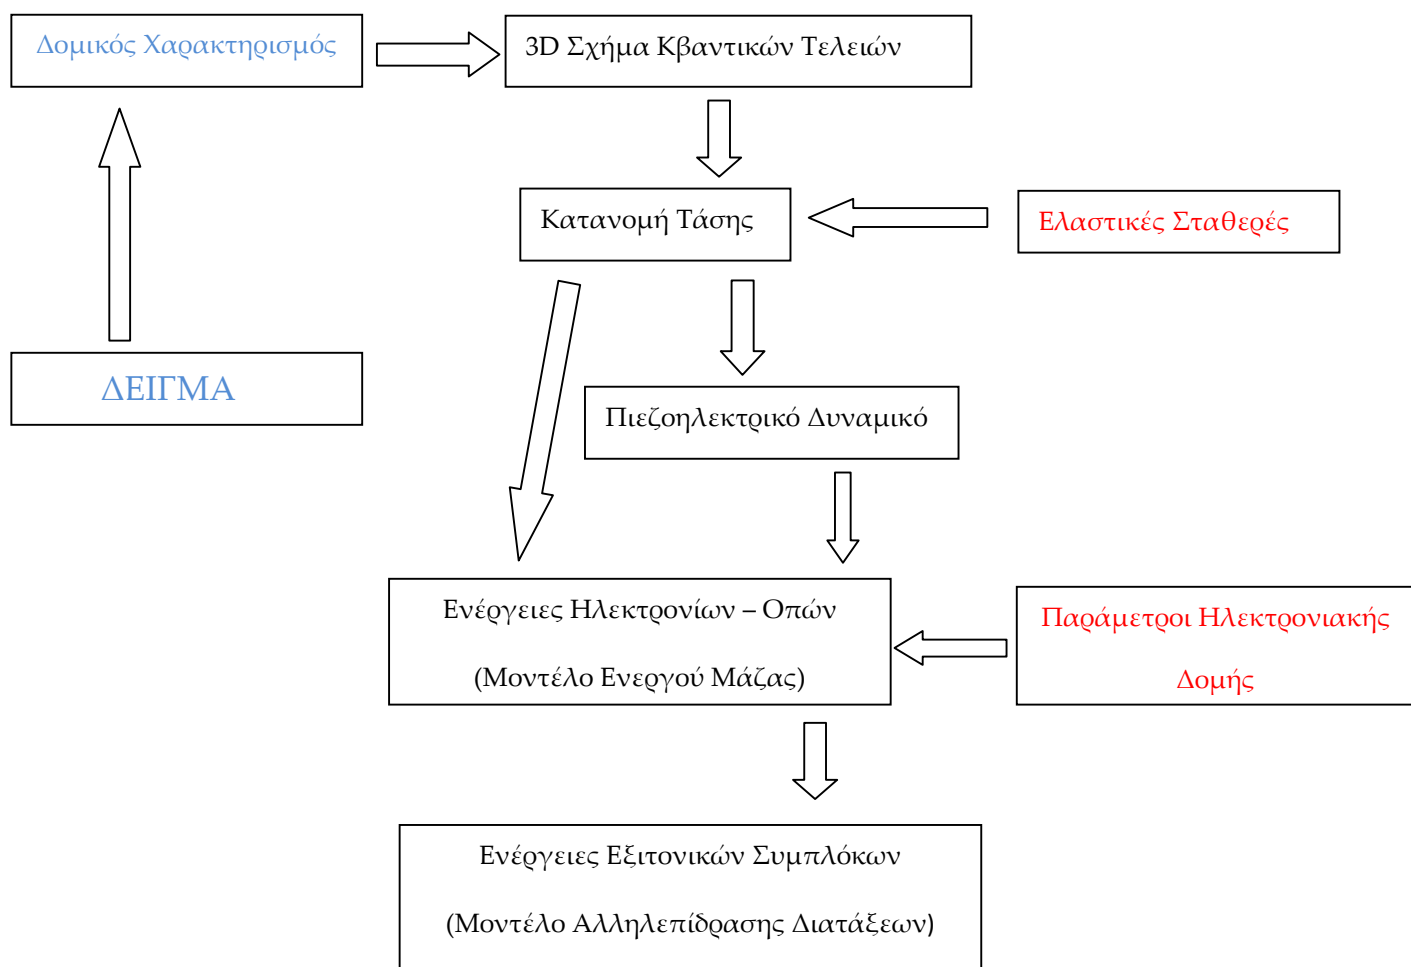 Δομικός Χαρακτηρισμός
3D Σχήμα Κβαντικών Τελειών
Κατανομή Τάσης
Ελαστικές Σταθερές
ΔΕΙΓΜΑ
Πιεζοηλεκτρικό Δυναμικό
Ενέργειες Ηλεκτρονίων – Οπών
(Μοντέλο Ενεργού Μάζας)
Παράμετροι Ηλεκτρονιακής
Δομής
Ενέργειες Εξιτονικών Συμπλόκων
(Μοντέλο Αλληλεπίδρασης Διατάξεων)